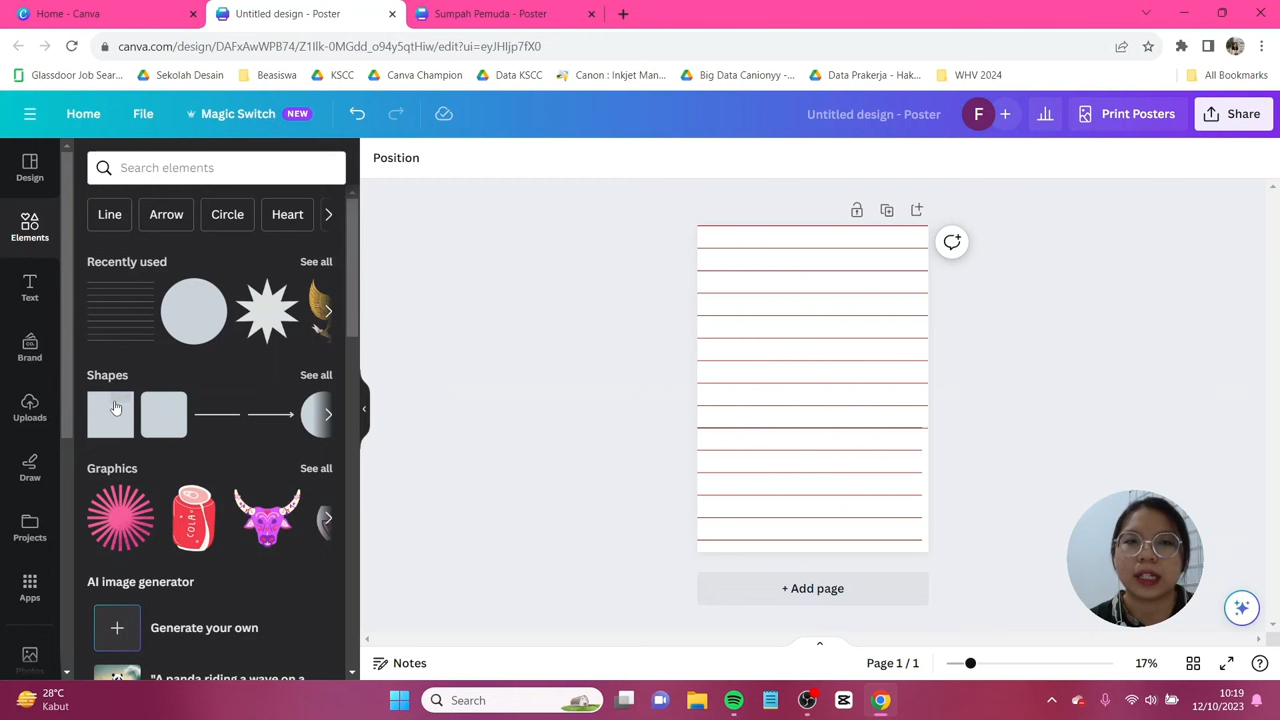 Home - Canva
Untitled design - Poster
Sumpah Pemuda - Poster
canva.com/design/DAFxAwWPB74/Z1Ilk-0MGdd_o94y5qtHiw/edit?ui=eyJHIjp7fX0
Glassdoor Job Sear...
Sekolah Desain
Beasiswa
KSCC
Canva Champion
Data KSCC
Canon : Inkjet Man...
Big Data Canionyy -...
Data Prakerja - Hak...
WHV 2024
All Bookmarks
Home
File
Magic Switch NEW
Untitled design - Poster
F
Print Posters
Share
Design
Elements
Text
Brand
Uploads
Draw
Projects
Apps
Photos
Search elements
Line
Arrow
Circle
Heart
Recently used
See all
Shapes
See all
Graphics
See all
COLA
AI image generator
Generate your own
"A panda riding a wave on a
Position
+ Add page
Notes
Page 1 / 1
17%
28°C
Kabut
Search
10:19
12/10/2023